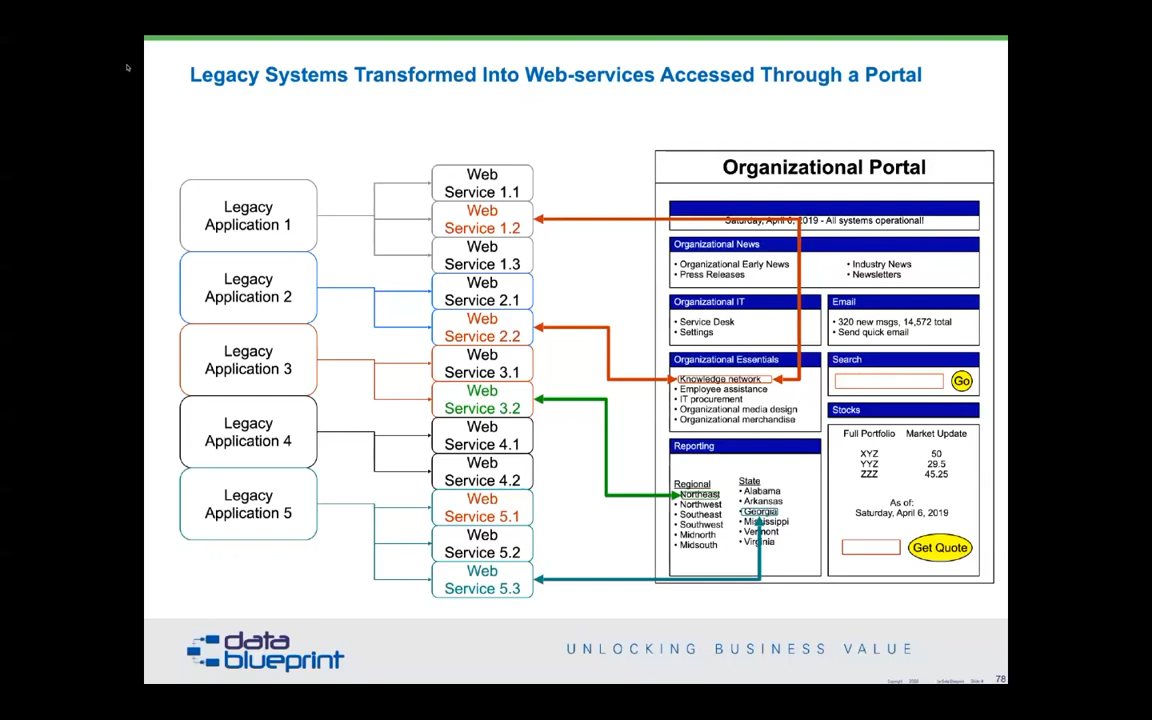 Legacy Systems Transformed Into Web-services Accessed Through a Portal
Legacy
Application 1
Legacy
Application 2
Legacy
Application 3
Legacy
Application 4
Legacy
Application 5
Web
Service 1.1
Web
Service 1.2
Web
Service 1.3
Web
Service 2.1
Web
Service 2.2
Web
Service 3.1
Web
Service 3.2
Web
Service 4.1
Web
Service 4.2
Web
Service 5.1
Web
Service 5.2
Web
Service 5.3
Organizational Portal
Saturday, April 6, 2019 - All systems operational!
Organizational News
• Organizational Early News
• Press Releases
• Industry News
• Newsletters
Organizational IT
• Service Desk
• Settings
Email
• 320 new msgs, 14,572 total
• Send quick email
Organizational Essentials
• Knowledge network
• Employee assistance
• IT procurement
• Organizational media design
• Organizational merchandise
Search
Go
Reporting
Regional
• Northeast
• Northwest
• Southeast
• Southwest
• Midnorth
• Midsouth
State
• Alabama
• Arkansas
• Georgia
• Mississippi
• Vermont
• Virginia
Stocks
Full Portfolio Market Update
XYZ 50
YYZ 29.5
ZZZ 45.25
As of:
Saturday, April 6, 2019
Get Quote
data
blueprint
UNLOCKING BUSINESS VALUE
78